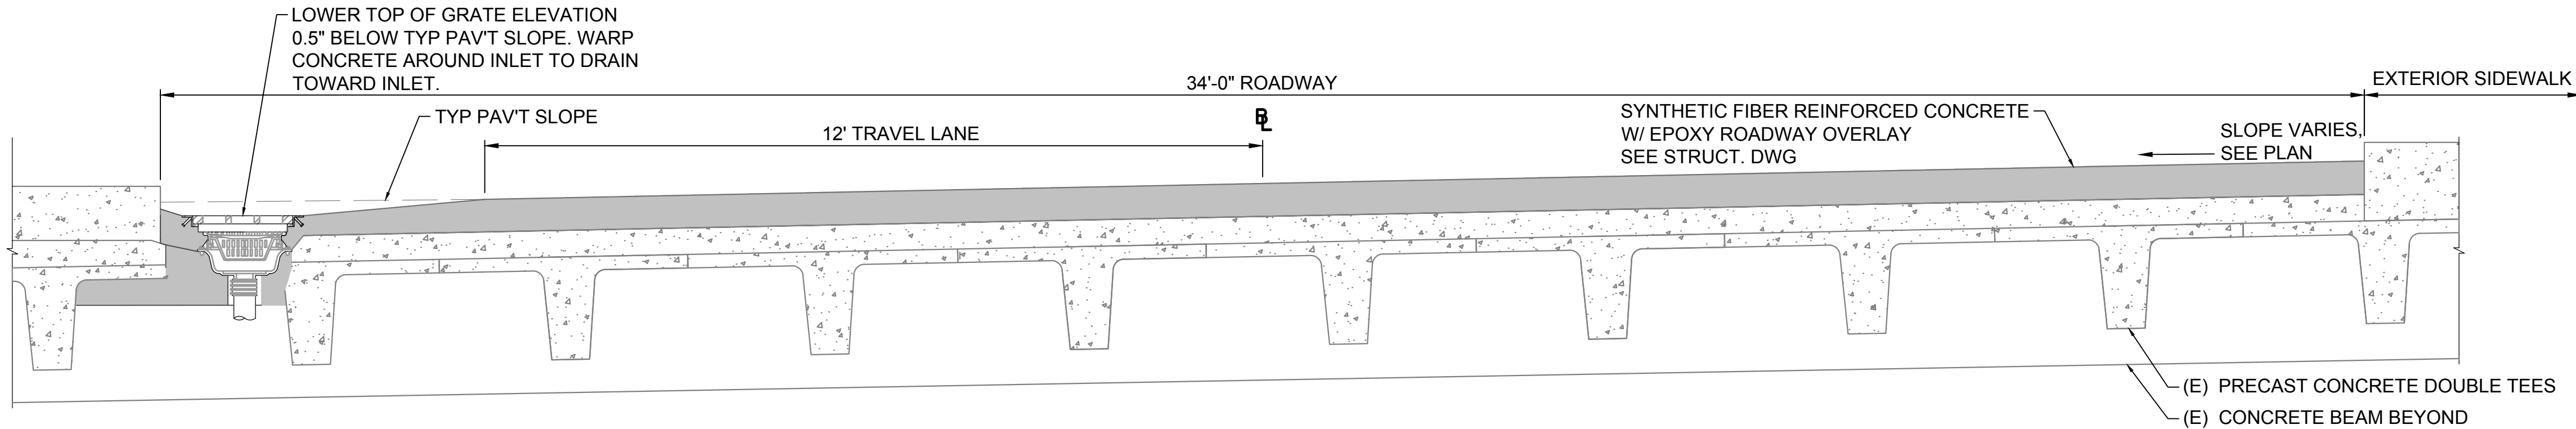 LOWER TOP OF GRATE ELEVATION
0.5" BELOW TYP PAV'T SLOPE. WARP
CONCRETE AROUND INLET TO DRAIN
TOWARD INLET.
34'-0" ROADWAY
EXTERIOR SIDEWALK
TYP PAV'T SLOPE
12' TRAVEL LANE
BL
SYNTHETIC FIBER REINFORCED CONCRETE
W/ EPOXY ROADWAY OVERLAY
SEE STRUCT. DWG
SLOPE VARIES,
SEE PLAN
(E) PRECAST CONCRETE DOUBLE TEES
(E) CONCRETE BEAM BEYOND